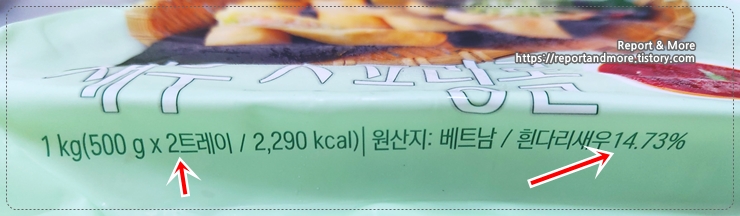 Report & More
https://reportandmore.tistory.com
1 kg(500 g x 2트레이 / 2,290 kcal)| 원산지: 베트남 / 흰다리새우14.73%